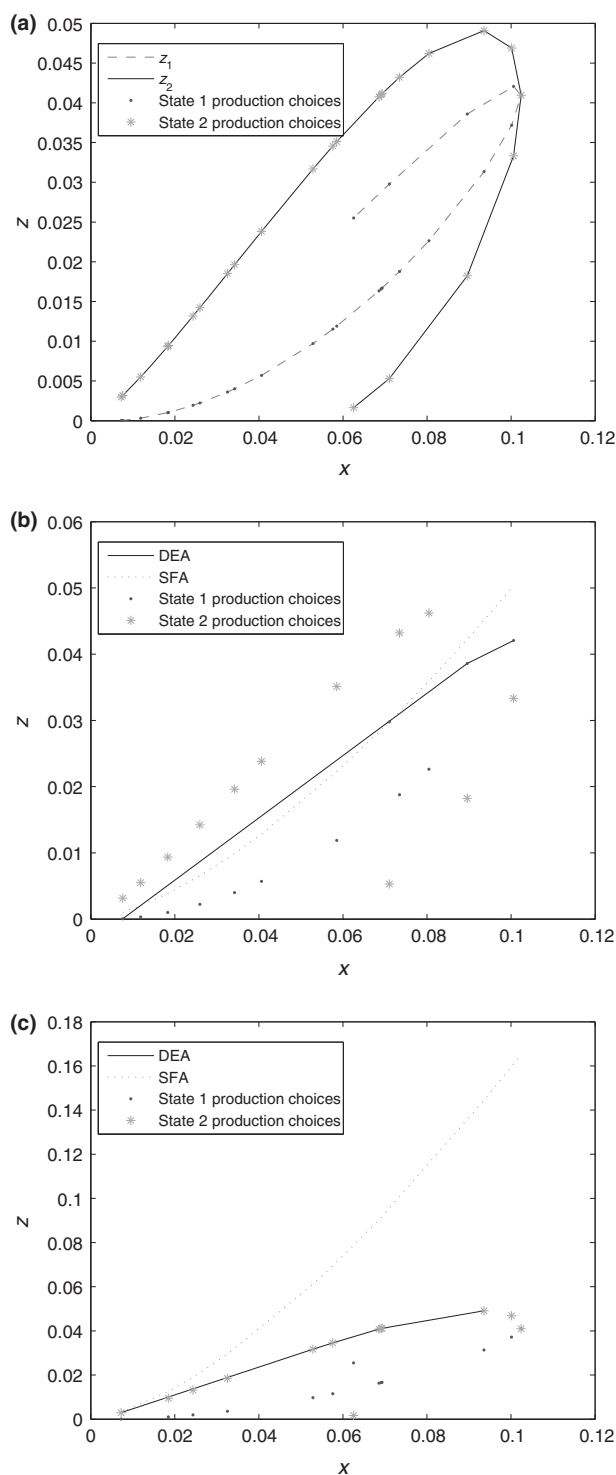 (a)
0.05
0.045
0.04
0.035
0.03
0.025
0.02
0.015
0.01
0.005
0
z
z1
z2
State 1 production choices
State 2 production choices
0 0.02 0.04 0.06 0.08 0.1 0.12
x
(b)
0.06
0.05
0.04
0.03
0.02
0.01
0
z
DEA
SFA
State 1 production choices
State 2 production choices
0 0.02 0.04 0.06 0.08 0.1 0.12
x
(c)
0.18
0.16
0.14
0.12
0.1
0.08
0.06
0.04
0.02
0
z
DEA
SFA
State 1 production choices
State 2 production choices
0 0.02 0.04 0.06 0.08 0.1 0.12
x